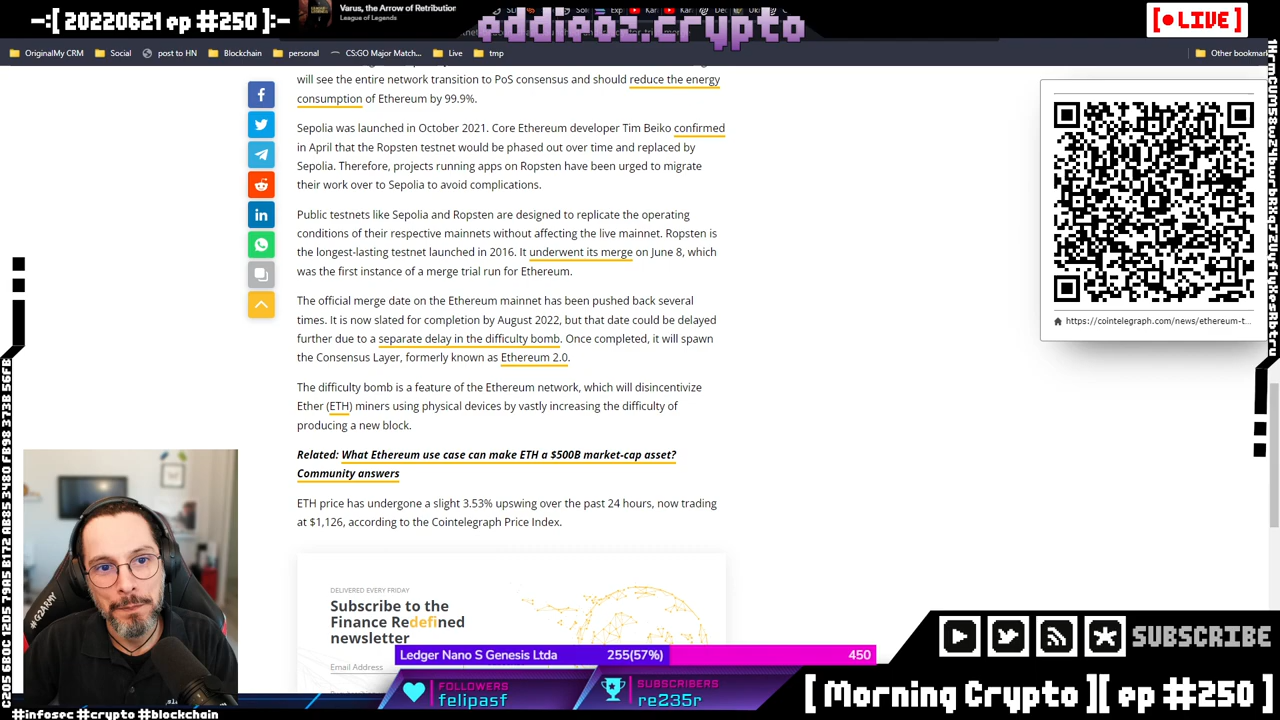 -:[ 20220621 ep #250 ]:-
Varus, the Arrow of Retribution
League of Legends
eddieoz.crypto
[ • LIVE ]
OriginalMy CRM
Social
post to HN
Blockchain
personal
CS:GO Major Match...
Live
tmp
Other bookmar
will see the entire network transition to PoS consensus and should reduce the energy
consumption of Ethereum by 99.9%.
Sepolia was launched in October 2021. Core Ethereum developer Tim Beiko confirmed
in April that the Ropsten testnet would be phased out over time and replaced by
Sepolia. Therefore, projects running apps on Ropsten have been urged to migrate
their work over to Sepolia to avoid complications.
Public testnets like Sepolia and Ropsten are designed to replicate the operating
conditions of their respective mainnets without affecting the live mainnet. Ropsten is
the longest-lasting testnet launched in 2016. It underwent its merge on June 8, which
was the first instance of a merge trial run for Ethereum.
The official merge date on the Ethereum mainnet has been pushed back several
times. It is now slated for completion by August 2022, but that date could be delayed
further due to a separate delay in the difficulty bomb. Once completed, it will spawn
the Consensus Layer, formerly known as Ethereum 2.0.
The difficulty bomb is a feature of the Ethereum network, which will disincentivize
Ether (ETH) miners using physical devices by vastly increasing the difficulty of
producing a new block.
Related: What Ethereum use case can make ETH a $500B market-cap asset?
Community answers
ETH price has undergone a slight 3.53% upswing over the past 24 hours, now trading
at $1,126, according to the Cointelegraph Price Index.
DELIVERED EVERY FRIDAY
Subscribe to the
Finance Redefined
newsletter
Email Address
https://cointelegraph.com/news/ethereum-t...
Ledger Nano S Genesis Ltda 255(57%) 450
FOLLOWERS
felipasf
SUBSCRIBERS
re235r
SUBSCRIBE
[ Morning Crypto ][ ep #250 ]
#infosec #crypto #blockchain